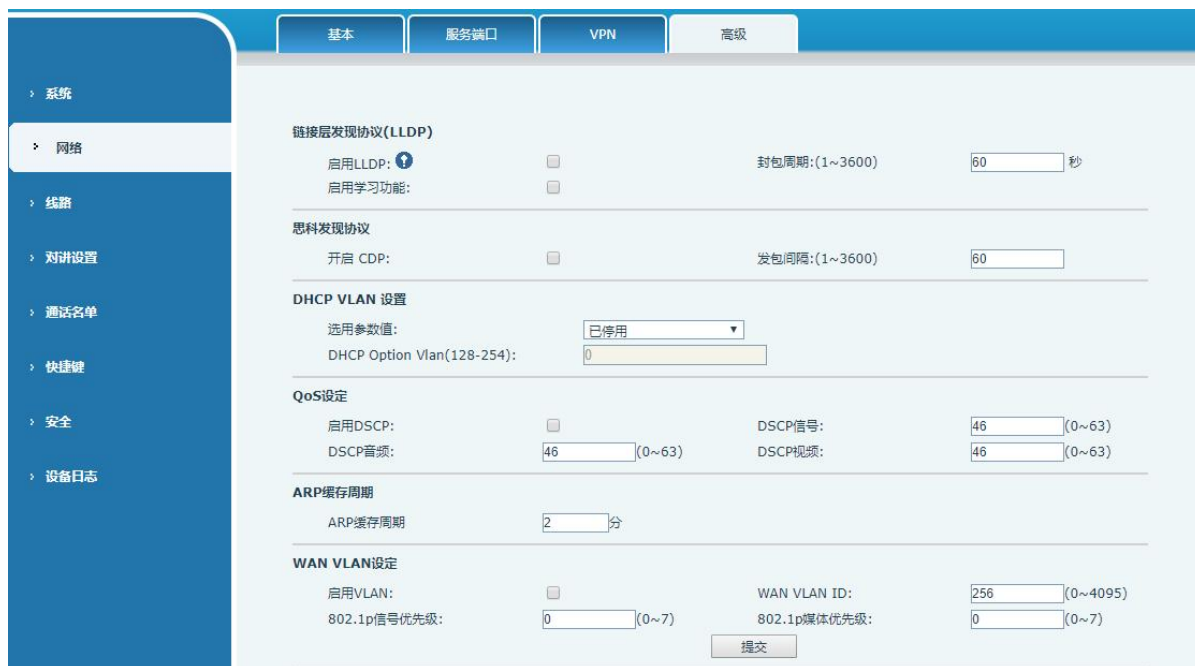 基本 服务端口 VPN 高级
系统
网络
线路
对讲设置
通话名单
快捷键
安全
设备日志
链接层发现协议(LLDP)
启用LLDP: 封包周期:(1~3600) 60 秒
启用学习功能:
思科发现协议
开启 CDP: 发包间隔:(1~3600) 60
DHCP VLAN 设置
选用参数值: 已停用
DHCP Option Vlan(128-254): 0
QoS设定
启用DSCP: DSCP信号: 46 (0~63)
DSCP音频: 46 (0~63) DSCP视频: 46 (0~63)
ARP缓存周期
ARP缓存周期 2 分
WAN VLAN设定
启用VLAN: WAN VLAN ID: 256 (0~4095)
802.1p信号优先级: 0 (0~7) 802.1p媒体优先级: 0 (0~7)
提交